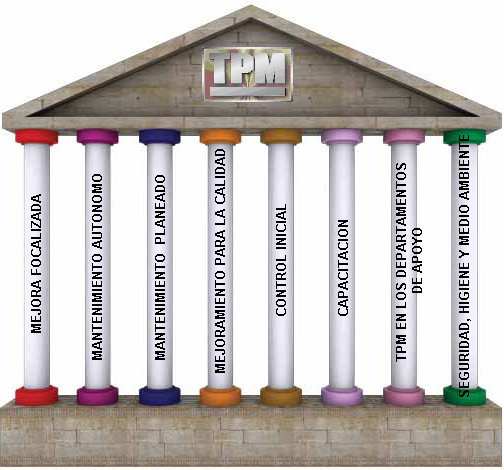 TPM
MEJORA FOCALIZADA
MANTENIMIENTO AUTONOMO
MANTENIMIENTO PLANEADO
MEJORAMIENTO PARA LA CALIDAD
CONTROL INICIAL
CAPACITACION
TPM EN LOS DEPARTAMENTOS
DE APOYO
SEGURIDAD, HIGIENE Y MEDIO AMBIENTE